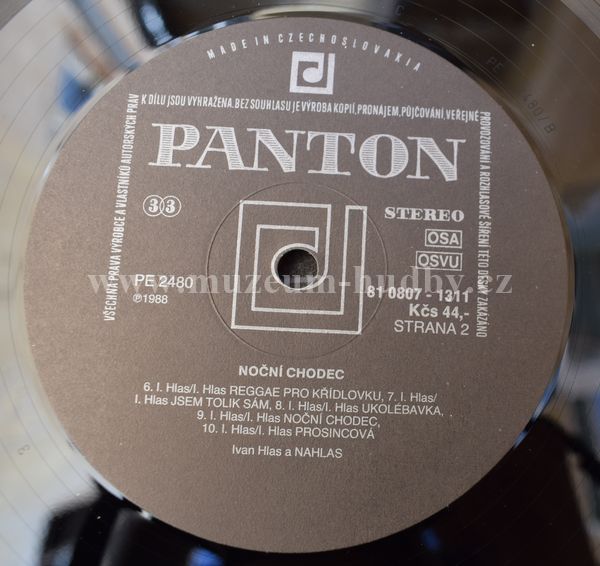 MADE IN CZECHOSLOVAKIA
VŠECHNA PRÁVA VÝROBCE A VLASTNÍKŮ AUTORSKÝCH PRÁV
K DÍLU JSOU VYHRAŽENA. BEZ SOUHLASU JE VÝROBA KOPIÍ, PRONÁJEM, PŮJČOVÁNÍ, VEŘEJNÉ
PROVOZOVÁNÍ A ROZHLASOVÉ ŠÍŘENÍ TÉTO DESKY ZAKÁZÁNO
PANTON
33
STEREO
OSA
OSVU
www.muzeum-hudby.cz
PE 2480
℗1988
81 0807 - 1311
Kčs 44,-
STRANA 2
NOČNÍ CHODEC
6. I. Hlas/I. Hlas REGGAE PRO KŘÍDLOVKU, 7. I. Hlas/
I. Hlas JSEM TOLIK SÁM, 8. I. Hlas/I. Hlas UKOLÉBAVKA,
9. I. Hlas/I. Hlas NOČNÍ CHODEC,
10. I. Hlas/I. Hlas PROSINCOVÁ
Ivan Hlas a NAHLAS